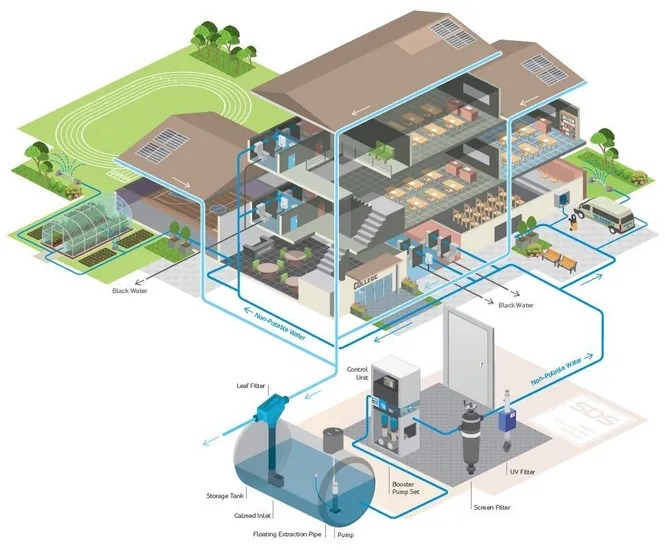 COLLEGE
Black Water
Black Water
Non-Potable Water
Non-Potable Water
Control
Unit
Leaf Filter
UV Filter
Booster
Pump Set
Screen Filter
Storage Tank
Calmed Inlet
Floating Extraction Pipe
Pump
SDS